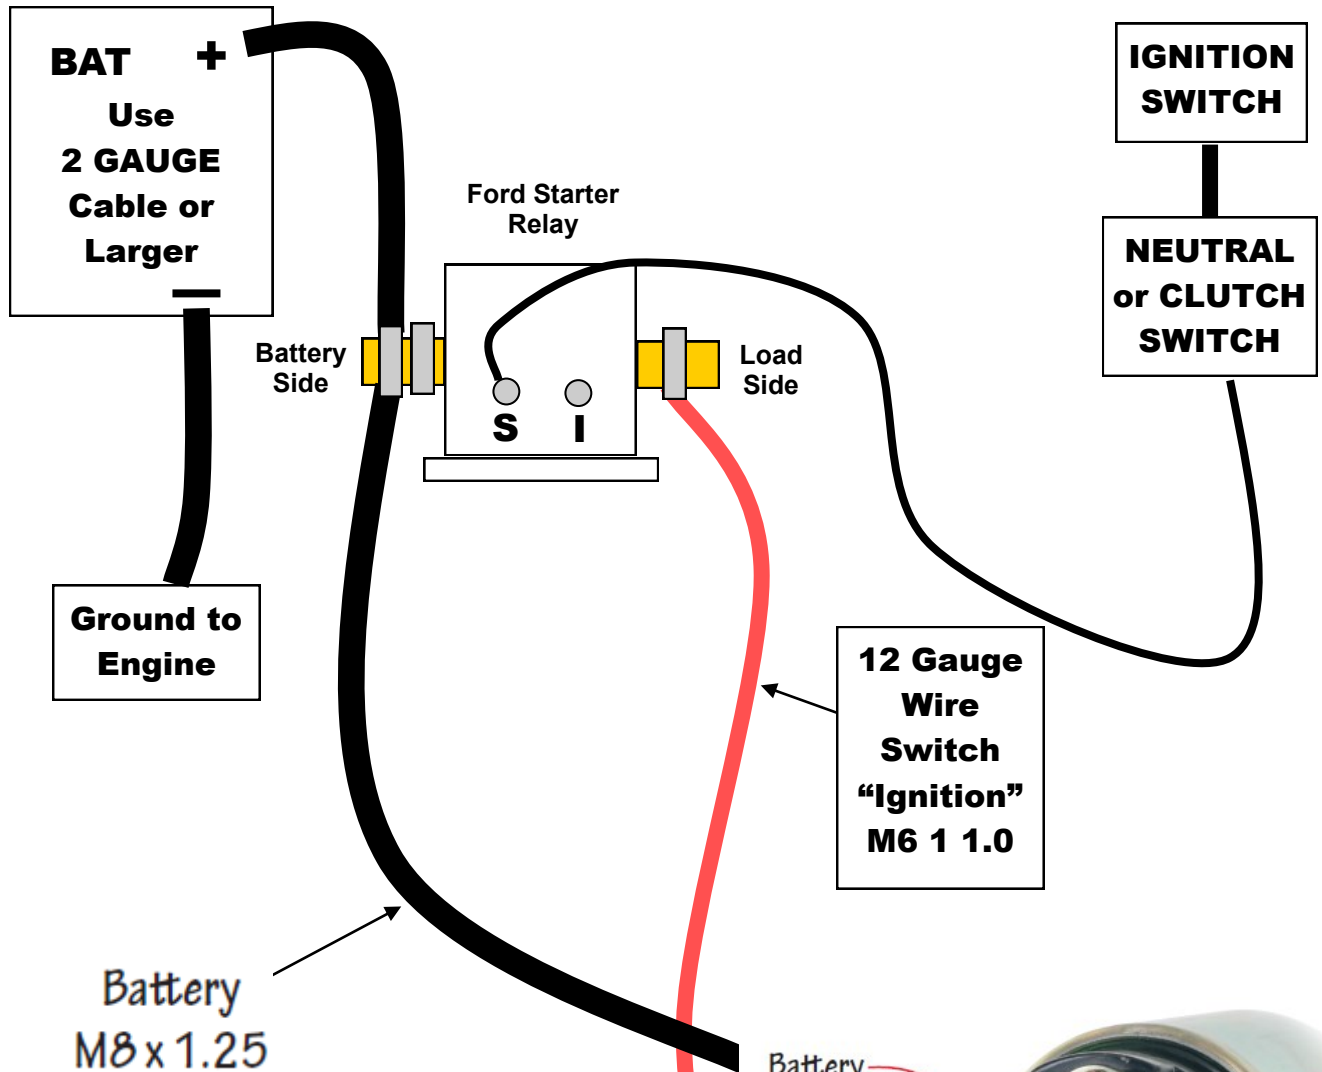 BAT +
Use
2 GAUGE
Cable or
Larger
–
IGNITION
SWITCH
Ford Starter
Relay
NEUTRAL
or CLUTCH
SWITCH
Battery
Side
S I
Load
Side
Ground to
Engine
12 Gauge
Wire
Switch
“Ignition”
M6 1 1.0
Battery
M8 x 1.25
Battery